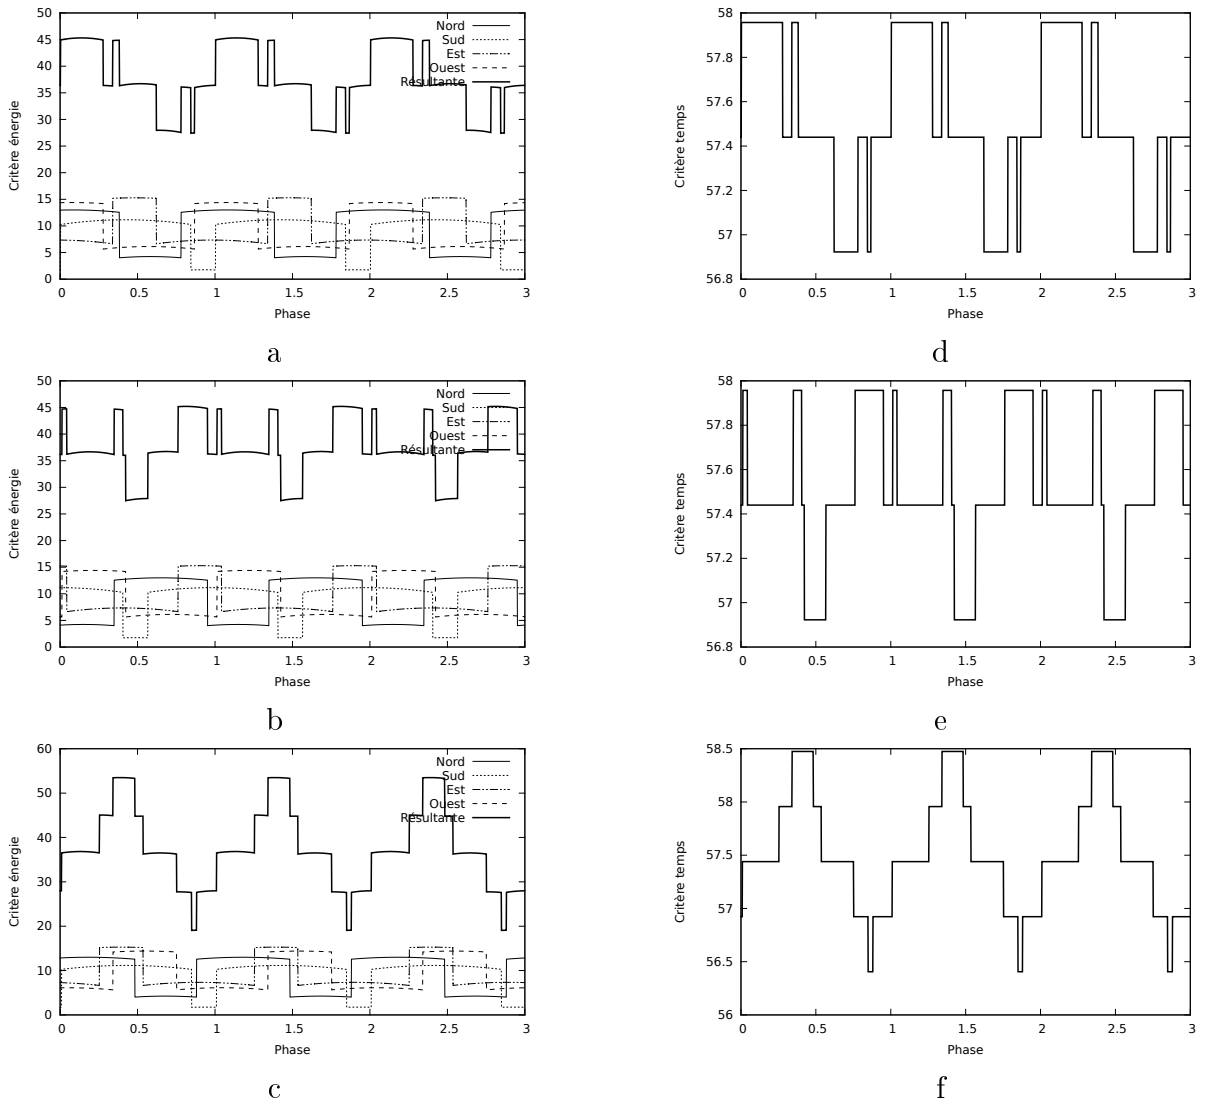 50
45
40
35
30
25
20
15
10
5
0
Critère énergie
0
0.5
1
1.5
2
2.5
3
Phase
Nord
Sud
Est
Ouest
Résultante
a
58
57.8
57.6
57.4
57.2
57
56.8
Critère temps
0
0.5
1
1.5
2
2.5
3
Phase
d
50
45
40
35
30
25
20
15
10
5
0
Critère énergie
0
0.5
1
1.5
2
2.5
3
Phase
Nord
Sud
Est
Ouest
Résultante
b
58
57.8
57.6
57.4
57.2
57
56.8
Critère temps
0
0.5
1
1.5
2
2.5
3
Phase
e
60
50
40
30
20
10
0
Critère énergie
0
0.5
1
1.5
2
2.5
3
Phase
Nord
Sud
Est
Ouest
Résultante
c
58.5
58
57.5
57
56.5
56
Critère temps
0
0.5
1
1.5
2
2.5
3
Phase
f